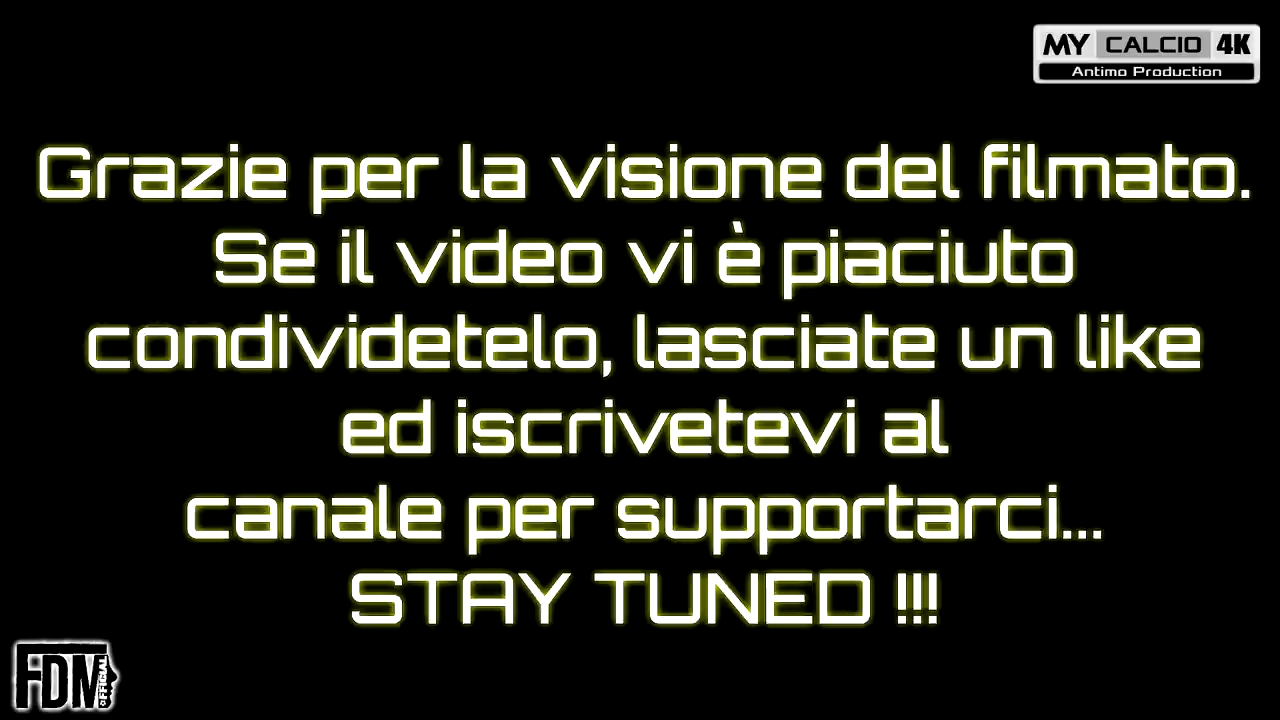 MY CALCIO 4K
Antimo Production
Grazie per la visione del filmato.
Se il video vi è piaciuto
condividetelo, lasciate un like
ed iscrivetevi al
canale per supportarci...
STAY TUNED !!!
FDM
OFFICIAL